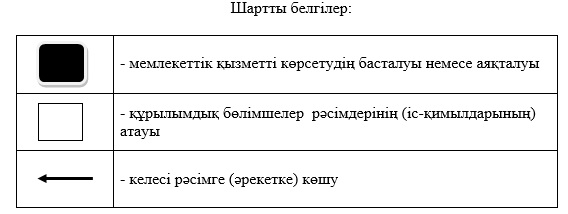 Шартты белгілер:
- мемлекеттік қызметті көрсетудің басталуы немесе аяқталуы
- құрылымдық бөлімшелер рәсімдерінің (іс-қимылдарының)
атауы
- келесі рәсімге (әрекетке) көшу